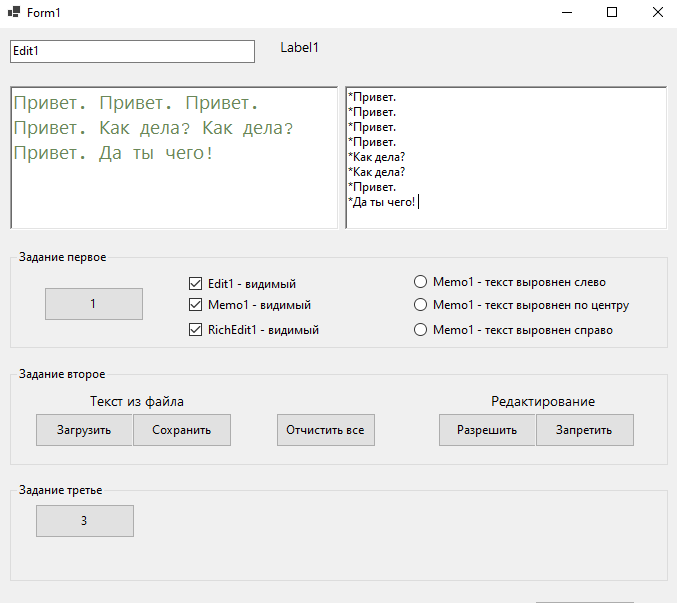 Form1
Edit1
Label1
Привет. Привет. Привет.
Привет. Как дела? Как дела?
Привет. Да ты чего!
*Привет.
*Привет.
*Привет.
*Привет.
*Как дела?
*Как дела?
*Привет.
*Да ты чего!
Задание первое
1
Edit1 - видимый
Memo1 - видимый
RichEdit1 - видимый
Memo1 - текст выровнен слево
Memo1 - текст выровнен по центру
Memo1 - текст выровнен справо
Задание второе
Текст из файла
Редактирование
Загрузить Сохранить Отчистить все Разрешить Запретить
Задание третье
3